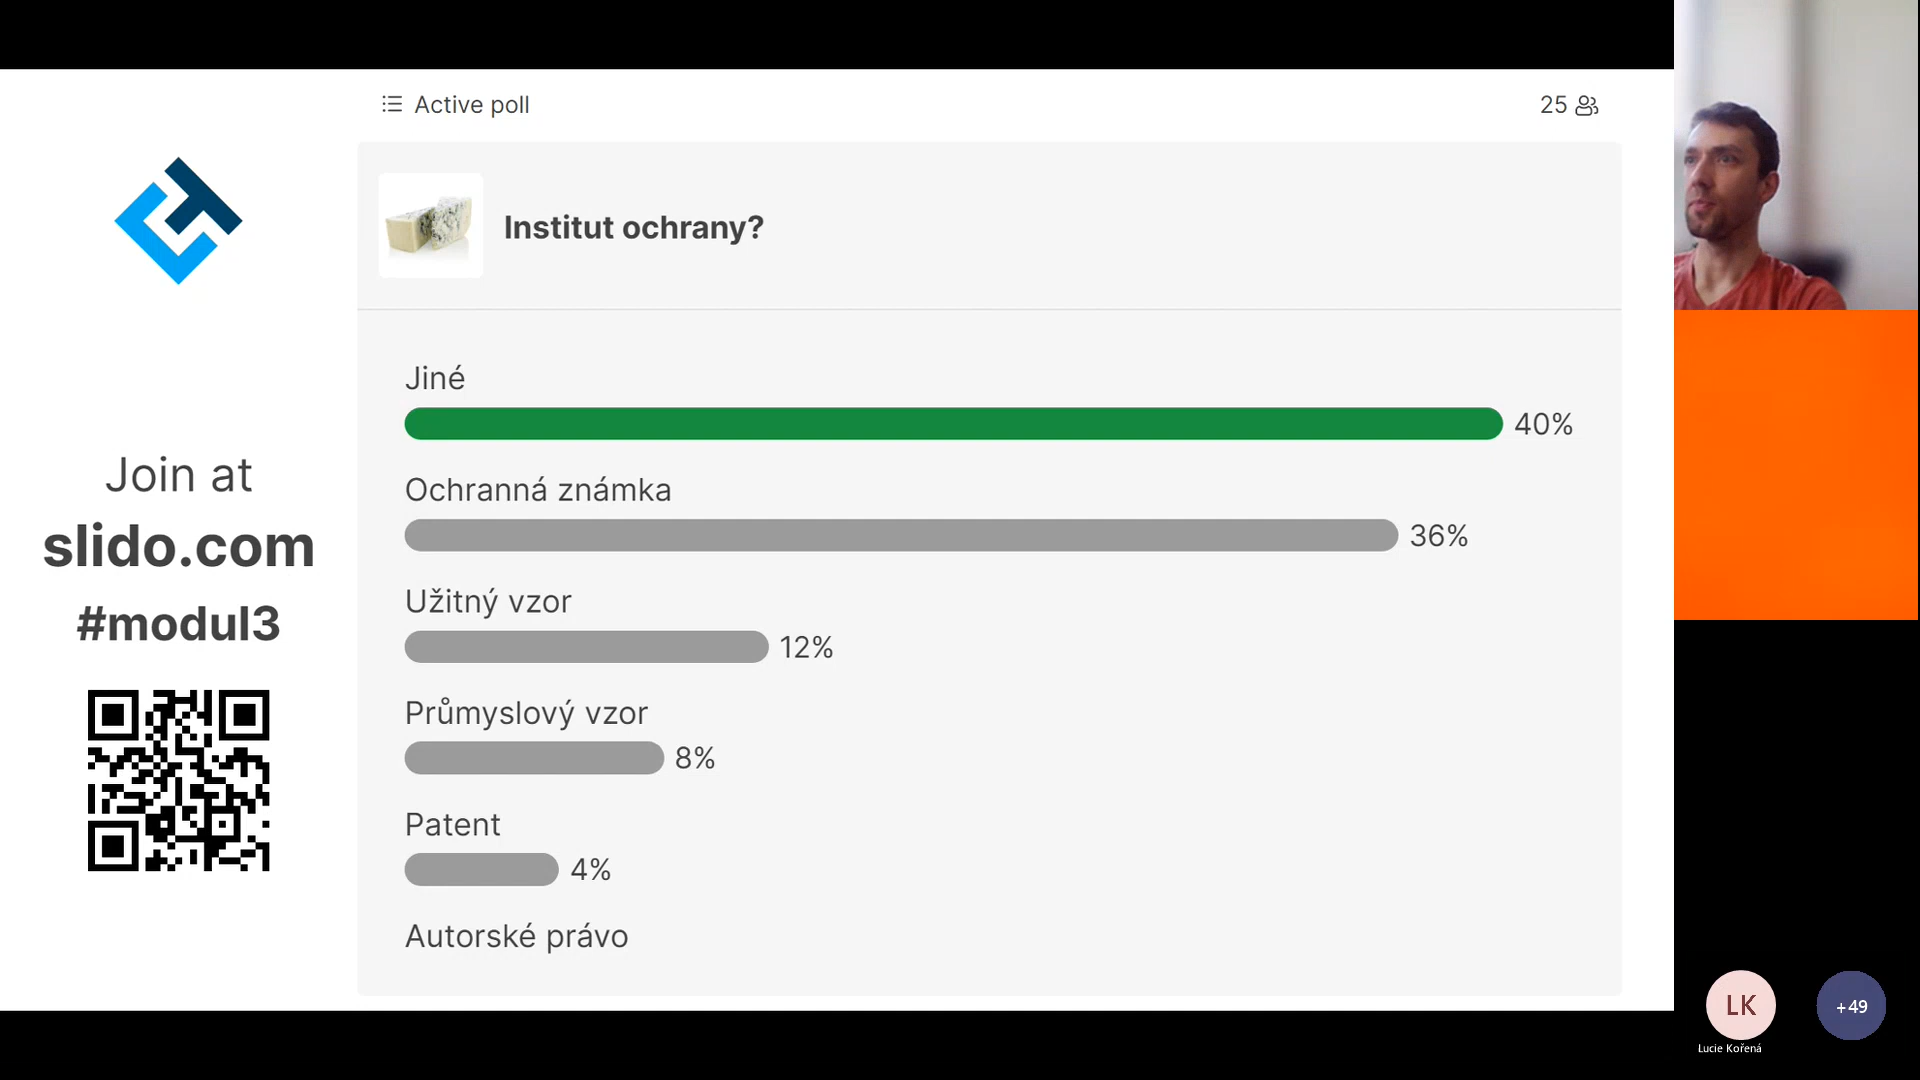 Active poll
25
Institut ochrany?
Jiné
40%
Ochranná známka
36%
Užitný vzor
12%
Průmyslový vzor
8%
Patent
4%
Autorské právo
Join at
slido.com
#modul3
LK
+49
Lucie Kořená